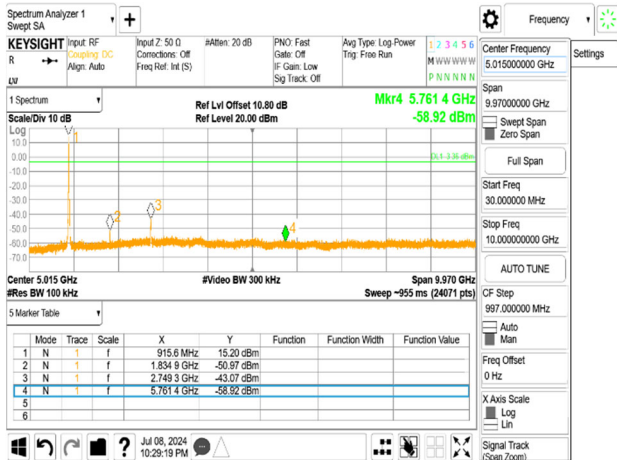 Spectrum Analyzer 1
Swept SA
+
Frequency
KEYSIGHT
Input: RF
Input Z: 50 Ω
#Atten: 20 dB
PNO: Fast
Avg Type: Log-Power
1 2 3 4 5 6
R
Coupling: DC
Corrections: Off
Gate: Off
Trig: Free Run
M W W W W W
Align: Auto
Freq Ref: Int (S)
IF Gain: Low
Sig Track: Off
P N N N N N
LXI
1 Spectrum
Ref Lvl Offset 10.80 dB
Mkr4 5.761 4 GHz
Scale/Div 10 dB
Ref Level 20.00 dBm
-58.92 dBm
Log
10.0
0.00
-10.0
-20.0
-30.0
-40.0
-50.0
-60.0
-70.0
1
2
3
4
Center 5.015 GHz
#Video BW 300 kHz
Span 9.970 GHz
#Res BW 100 kHz
Sweep ~955 ms (24071 pts)
5 Marker Table
Mode Trace Scale X Y Function Function Width Function Value
1 N 1 f 915.6 MHz 15.20 dBm
2 N 1 f 1.834 9 GHz -50.97 dBm
3 N 1 f 2.749 3 GHz -43.07 dBm
4 N 1 f 5.761 4 GHz -58.92 dBm
5
6
Jul 08, 2024
10:29:19 PM
?
Center Frequency
5.015000000 GHz
Settings
Span
9.97000000 GHz
Swept Span
Zero Span
Full Span
Start Freq
30.000000 MHz
Stop Freq
10.000000000 GHz
AUTO TUNE
CF Step
997.000000 MHz
Auto
Man
Freq Offset
0 Hz
X Axis Scale
Log
Lin
Signal Track
(Span Zoom)